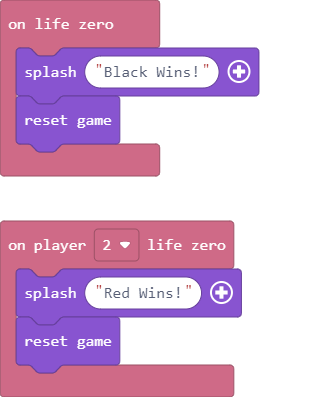 on life zero
splash "Black Wins!"
reset game
on player 2 life zero
splash "Red Wins!"
reset game